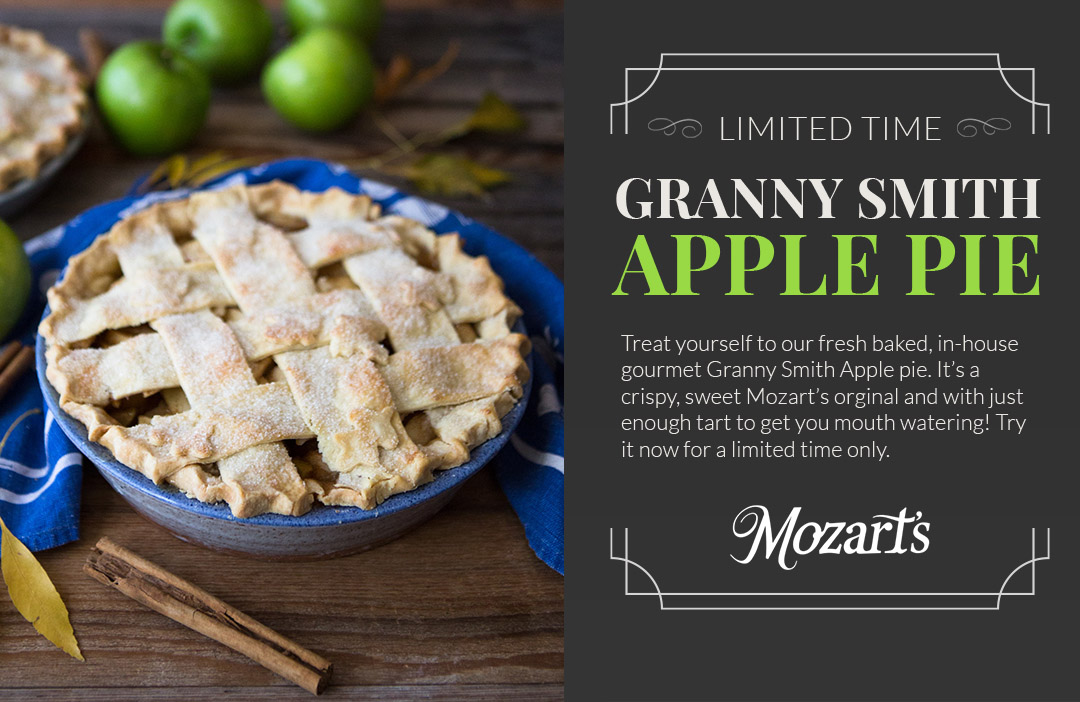 LIMITED TIME
GRANNY SMITH
APPLE PIE
Treat yourself to our fresh baked, in-house
gourmet Granny Smith Apple pie. It’s a
crispy, sweet Mozart’s orginal and with just
enough tart to get you mouth watering! Try
it now for a limited time only.
Mozart’s